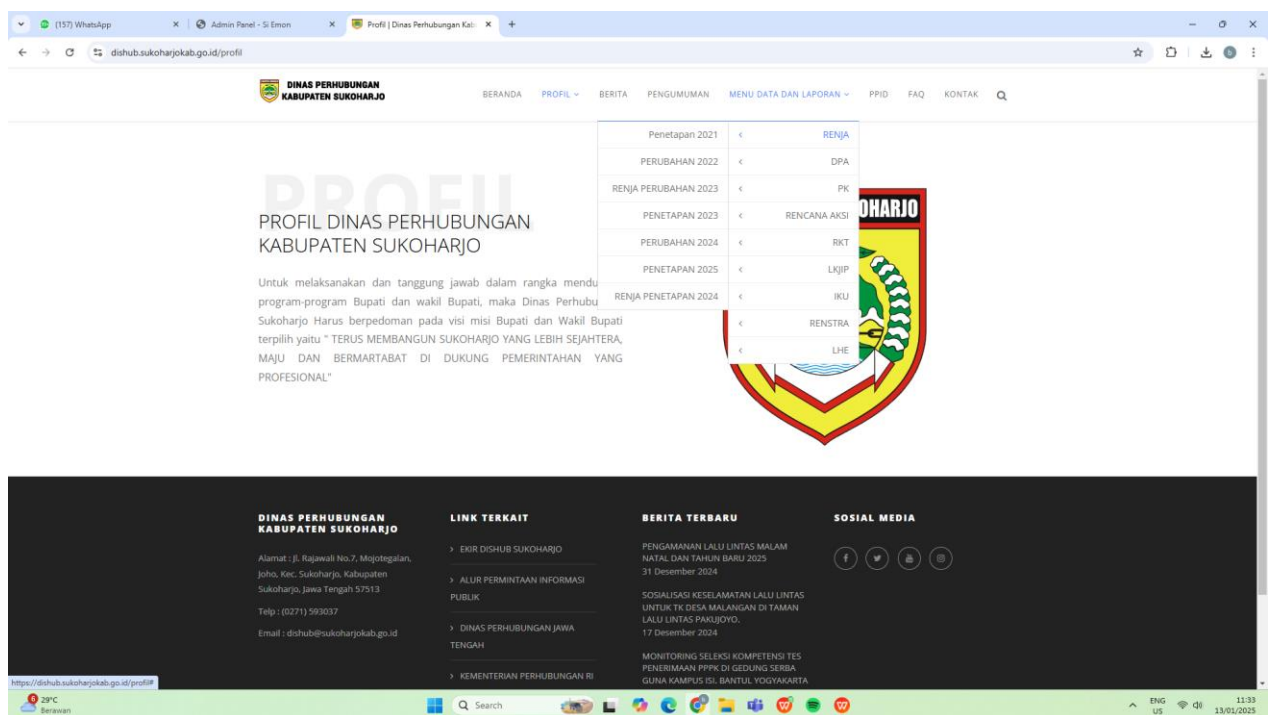 (157) WhatsApp
Admin Panel - Si Emon
Profil | Dinas Perhubungan Kab
dishub.sukoharjokab.go.id/profil
DINAS PERHUBUNGAN
KABUPATEN SUKOHARJO
BERANDA PROFIL BERITA PENGUMUMAN MENU DATA DAN LAPORAN PPID FAQ KONTAK
Penetapan 2021 RENJA
PERUBAHAN 2022 DPA
RENJA PERUBAHAN 2023 PK
PENETAPAN 2023 RENCANA AKSI
PERUBAHAN 2024 RKT
PENETAPAN 2025 LKJIP
RENJA PENETAPAN 2024 IKU
RENSTRA
LHE
PROFIL
PROFIL DINAS PERHUBUNGAN
KABUPATEN SUKOHARJO
Untuk melaksanakan dan tanggung jawab dalam rangka mendu
program-program Bupati dan wakil Bupati, maka Dinas Perhubu
Sukoharjo Harus berpedoman pada visi misi Bupati dan Wakil Bupati
terpilih yaitu " TERUS MEMBANGUN SUKOHARJO YANG LEBIH SEJAHTERA,
MAJU DAN BERMARTABAT DI DUKUNG PEMERINTAHAN YANG
PROFESIONAL"
OHARJO
DINAS PERHUBUNGAN
KABUPATEN SUKOHARJO
Alamat : Jl. Rajawali No.7, Mojotegalan,
Joho, Kec. Sukoharjo, Kabupaten
Sukoharjo, Jawa Tengah 57513
Telp : (0271) 593037
Email : dishub@sukoharjokab.go.id
LINK TERKAIT
EKIR DISHUB SUKOHARJO
ALUR PERMINTAAN INFORMASI
PUBLIK
DINAS PERHUBUNGAN JAWA
TENGAH
KEMENTERIAN PERHUBUNGAN RI
BERITA TERBARU
PENGAMANAN LALU LINTAS MALAM
NATAL DAN TAHUN BARU 2025
31 Desember 2024
SOSIALISASI KESELAMATAN LALU LINTAS
UNTUK TK DESA MALANGAN DI TAMAN
LALU LINTAS PAKUJOYO.
17 Desember 2024
MONITORING SELEKSI KOMPETENSI TES
PENERIMAAN PPPK DI GEDUNG SERBA
GUNA KAMPUS ISI, BANTUL YOGYAKARTA
SOSIAL MEDIA
https://dishub.sukoharjokab.go.id/profil#
6
29°C
Berawan
Search
ENG
US
11:33
13/01/2025